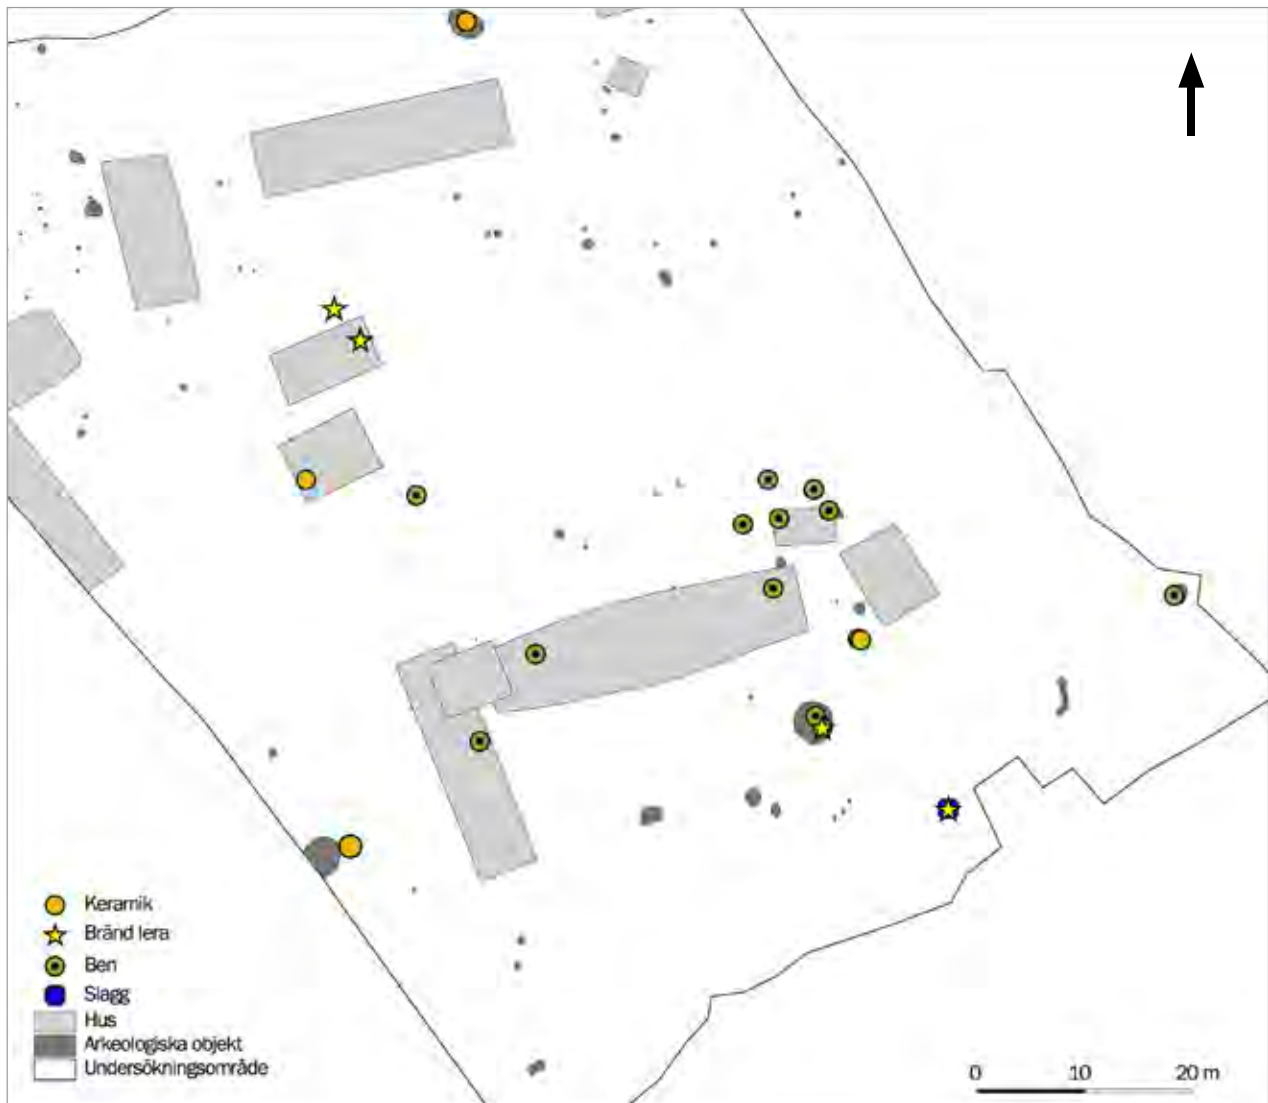 Keramik
Bränd lera
Ben
Slagg
Hus
Arkeologiska objekt
Undersökningsområde
0 10 20 m